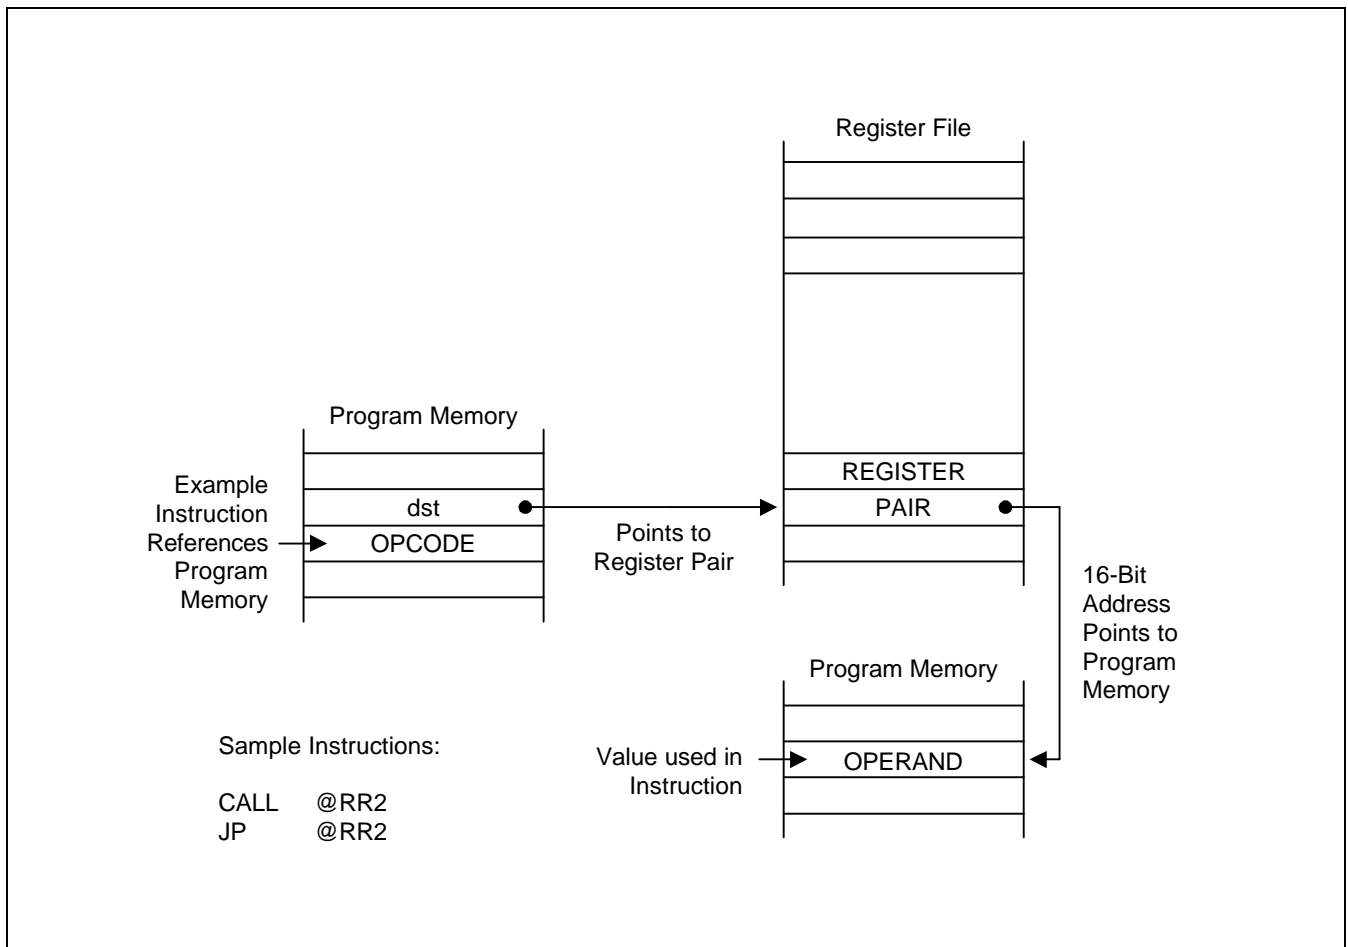 Register File
Program Memory
REGISTER
Example
Instruction
References
Program
Memory
dst
PAIR
OPCODE
Points to
Register Pair
16-Bit
Address
Points to
Program
Memory
Program Memory
Sample Instructions:
Value used in
Instruction
OPERAND
CALL @RR2
JP @RR2